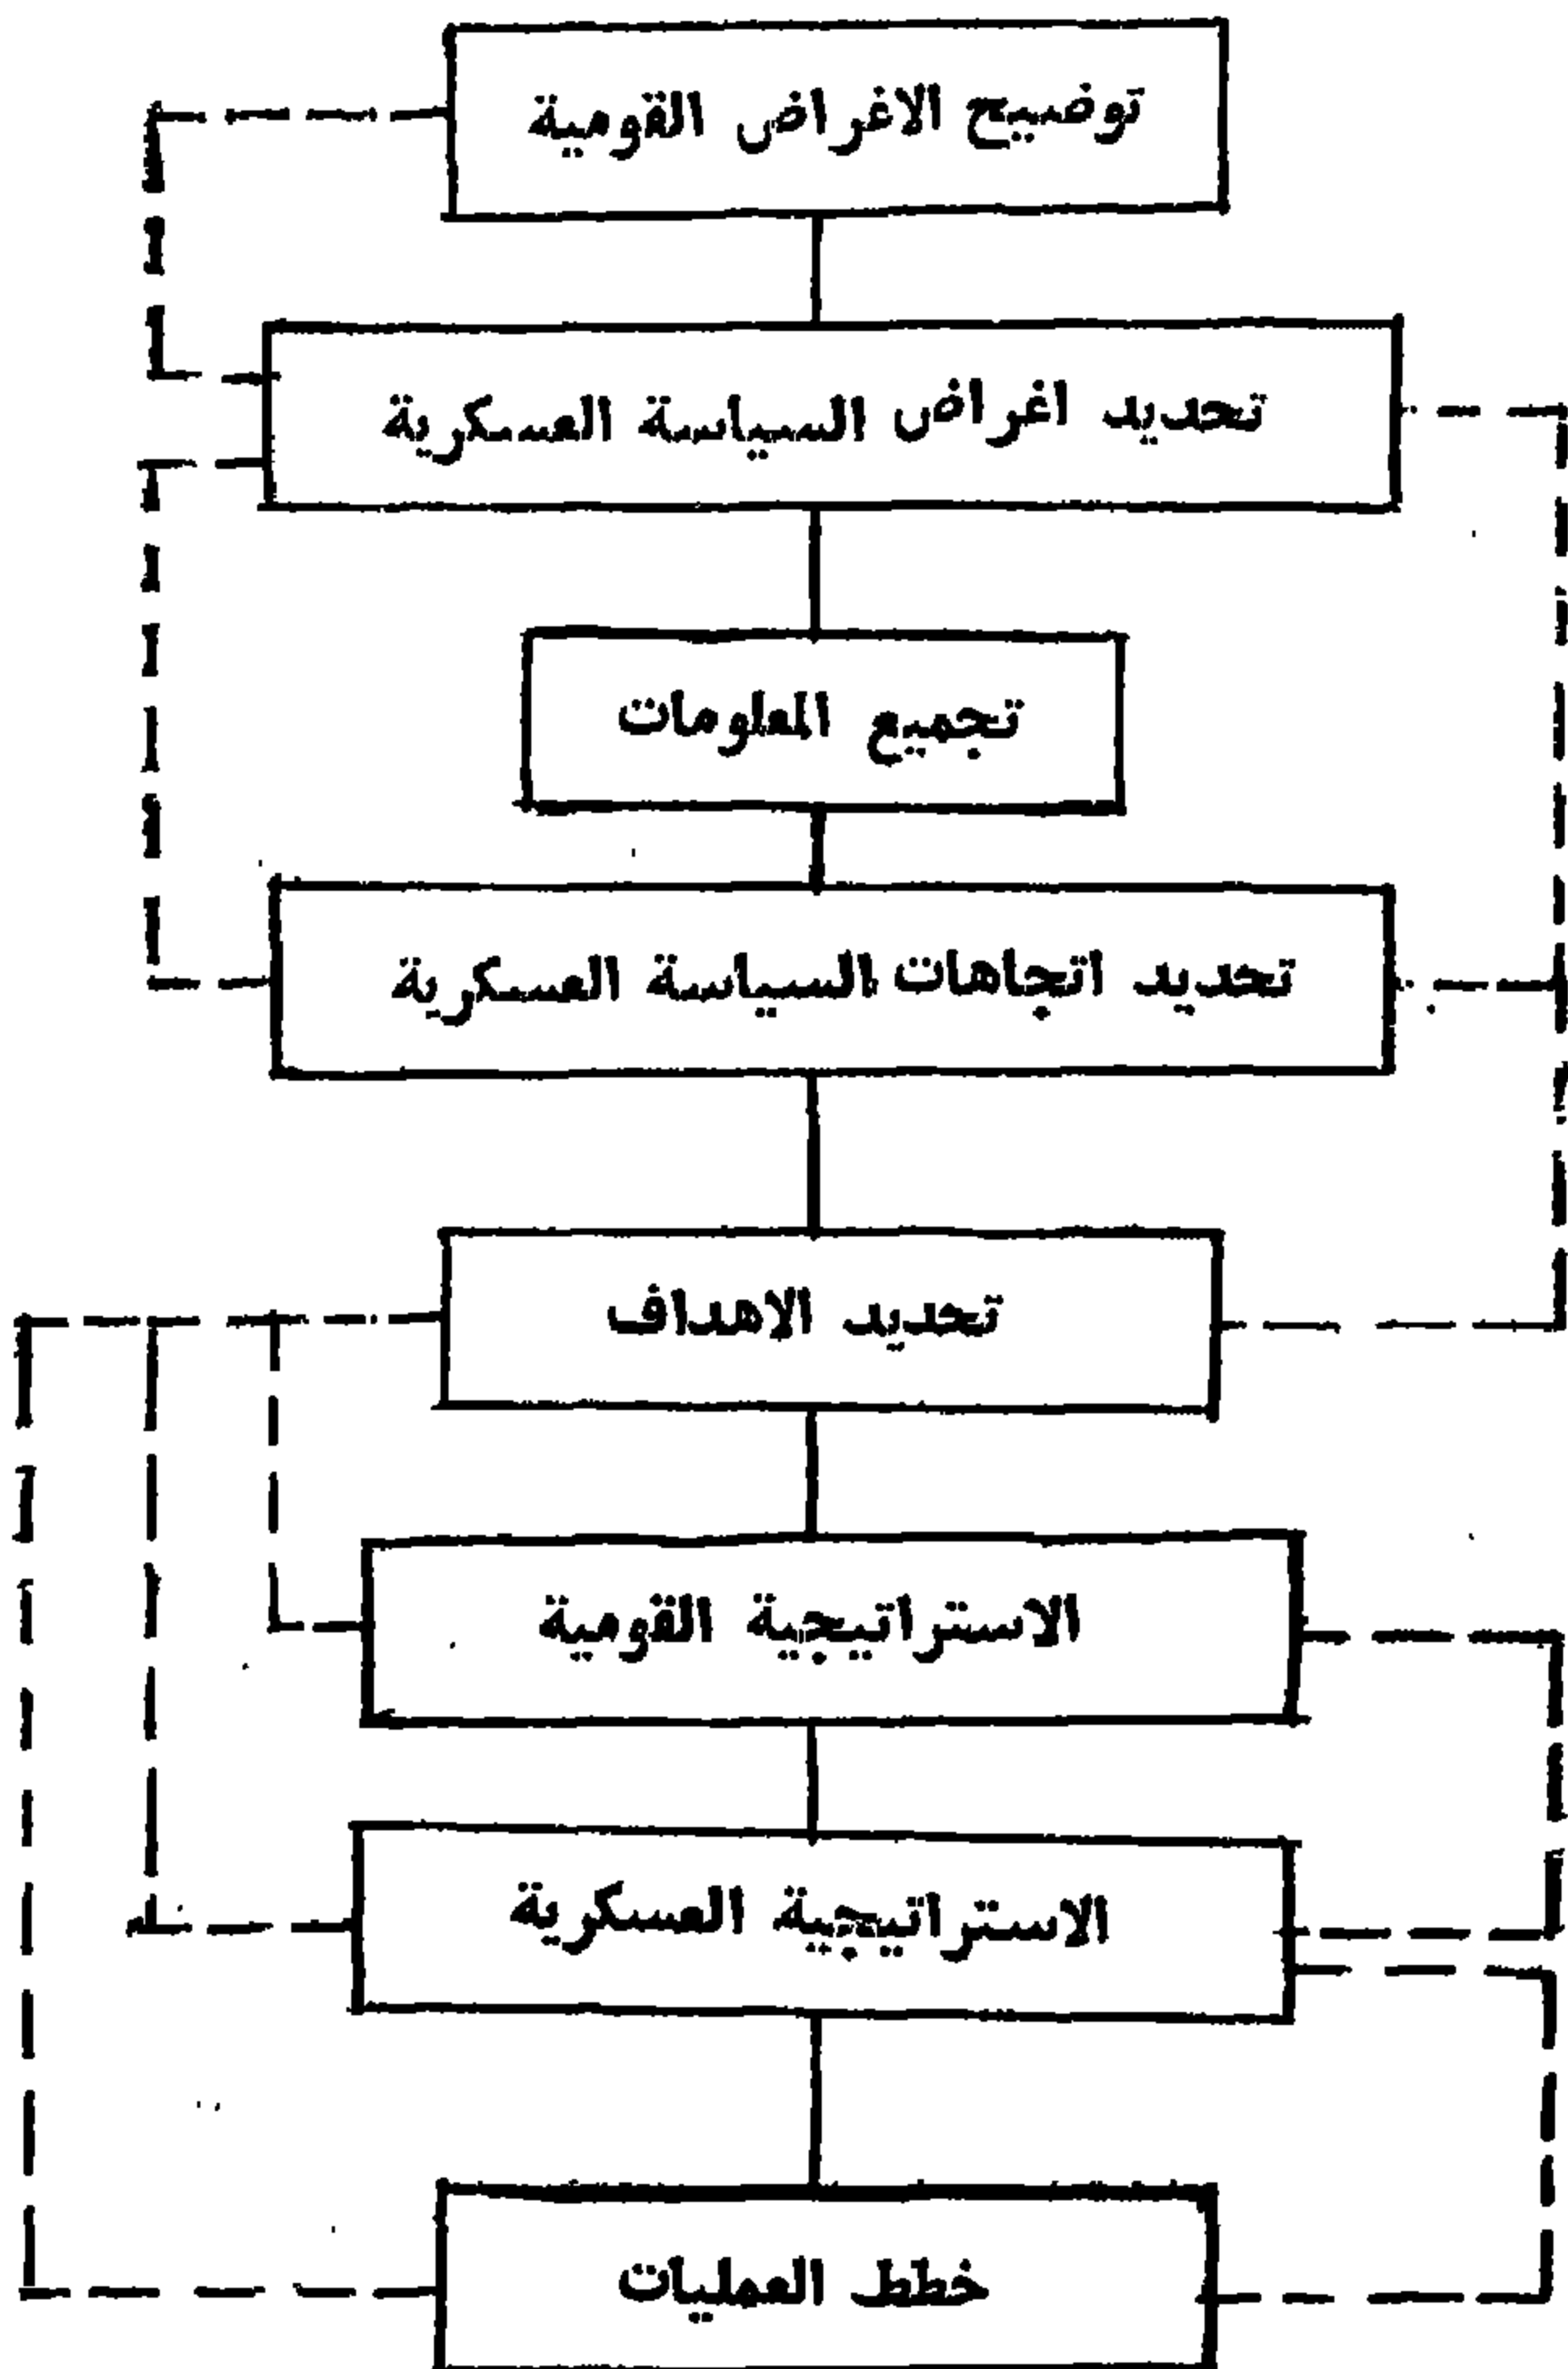 توضيح الاغراض القومية
تحديد اغراض السياسة العسكرية
تجميع المعلومات
تحديد اتجاهات السياسة العسكرية
تحديد الاهداف
الاستراتيجية القومية
الاستراتيجية العسكرية
خطط العمليات